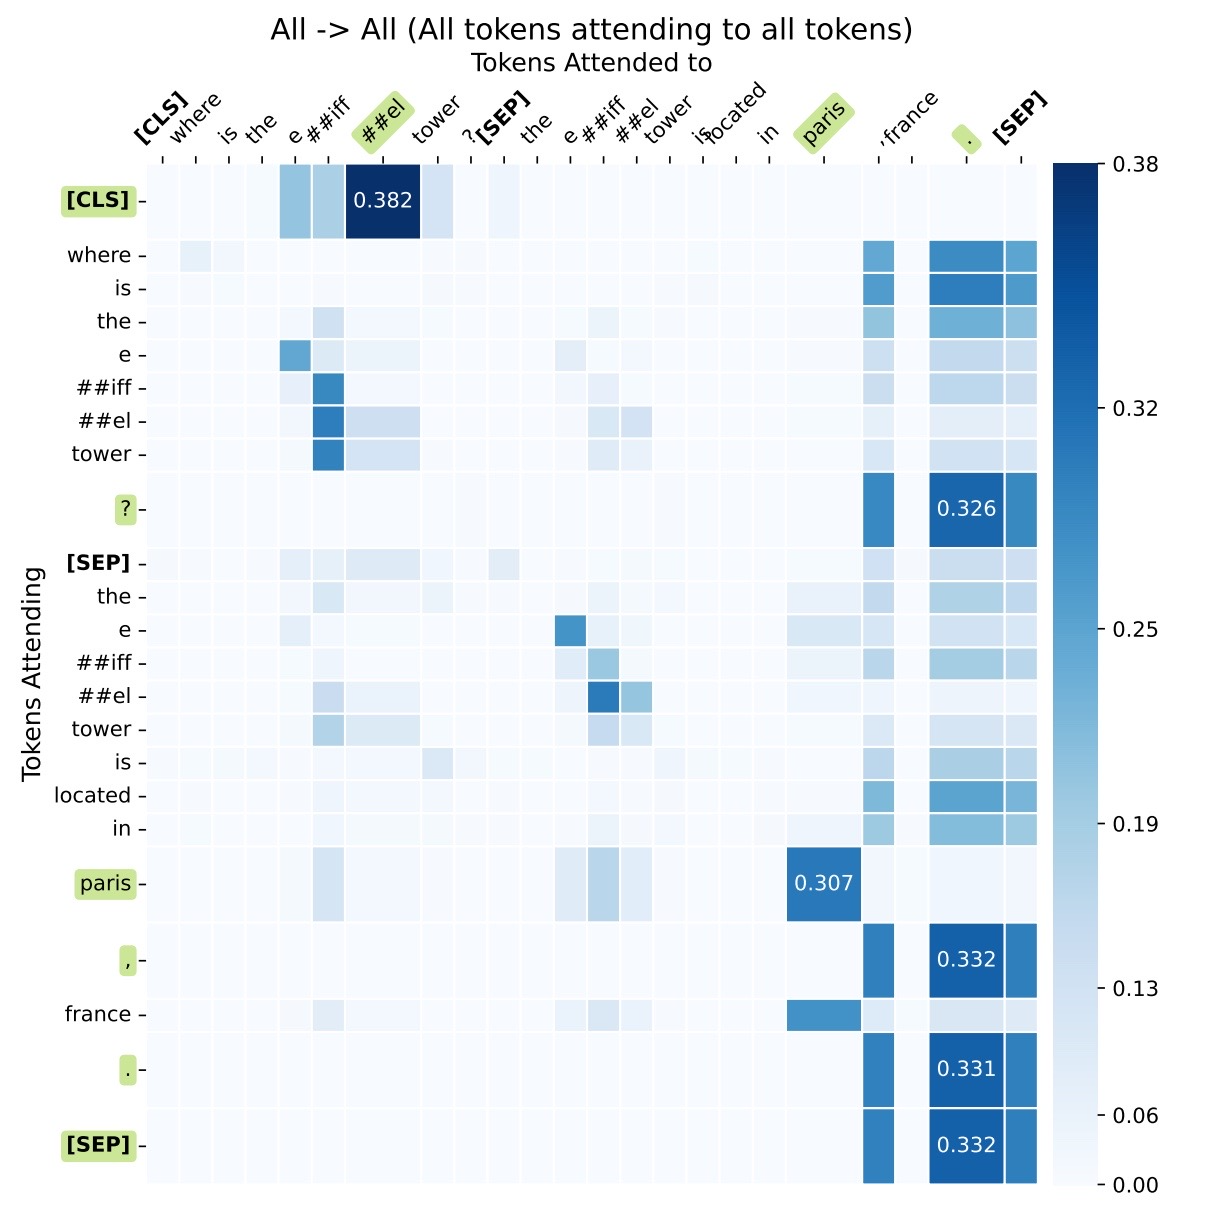 All -> All (All tokens attending to all tokens)
Tokens Attended to
[CLS] where is the e ##iff ##el tower ? [SEP] the e ##iff ##el tower is located in paris , france . [SEP]
Tokens Attending
[CLS] 0.382
where
is
the
e
##iff
##el
tower
? 0.326
[SEP]
the
e
##iff
##el
tower
is
located
in
paris 0.307
, 0.332
france
. 0.331
[SEP] 0.332
0.38
0.32
0.25
0.19
0.13
0.06
0.00